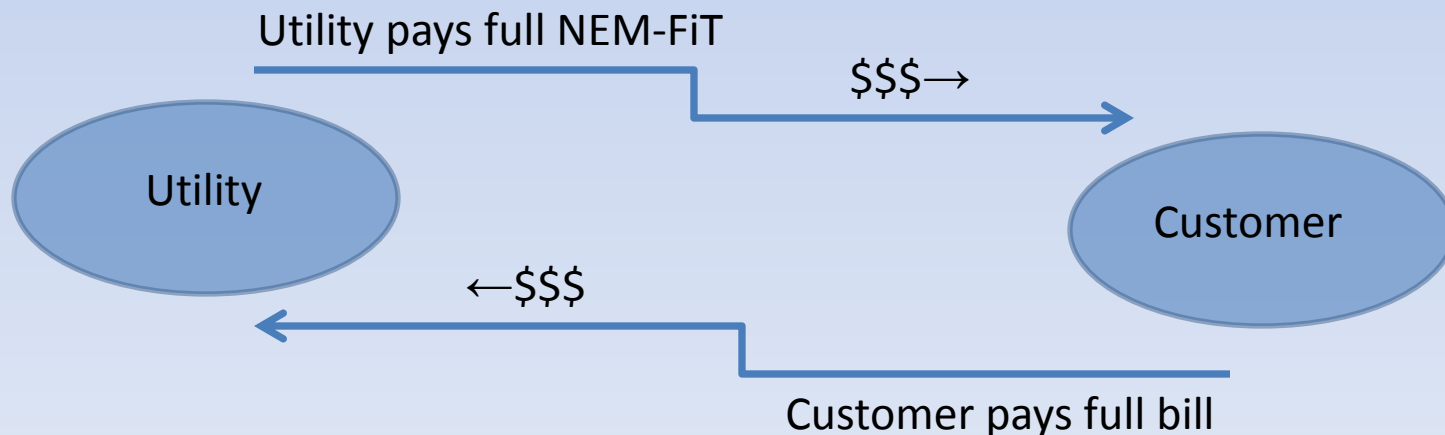 Utility pays full NEM-FiT
$$$→
Utility
Customer
←$$$
Customer pays full bill